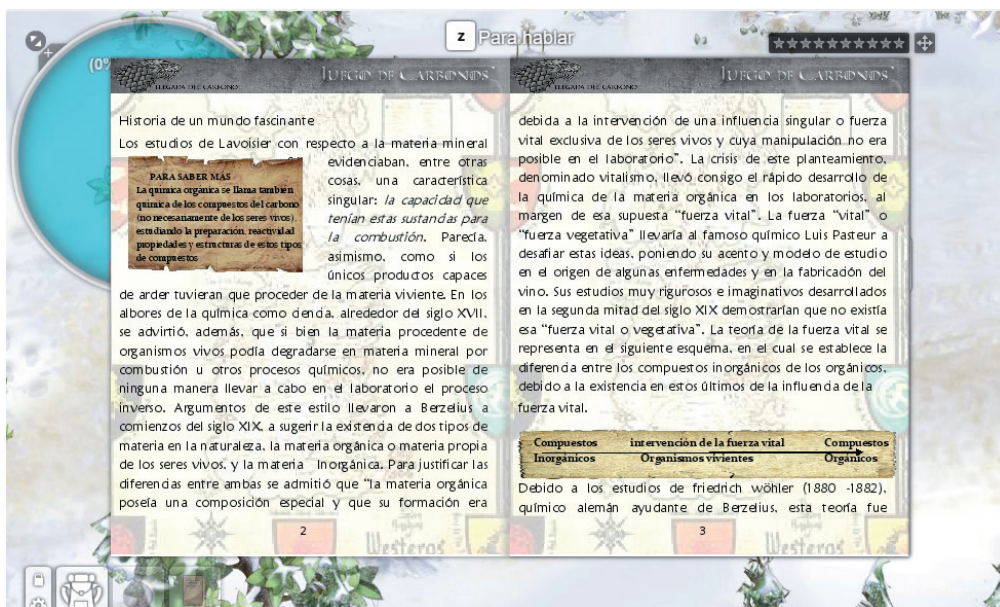 z Para hablar
(0%
JUEGO DE CARBONOS
LLEGADA DEL CARBONO
Historia de un mundo fascinante
Los estudios de Lavoisier con respecto a la materia mineral
PARA SABER MAS
La química orgánica se llama también
química de los compuestos del carbono
(no necesariamente de los seres vivos),
estudiando la preparación, reactividad
propiedades y estructuras de estos tipos
de compuestos
evidenciaban, entre otras
cosas, una característica
singular: la capacidad que
tenían estas sustancias para
la combustión. Parecía,
asimismo, como si los
únicos productos capaces
de arder tuvieran que proceder de la materia viviente. En los
albores de la química como ciencia, alrededor del siglo XVII,
se advirtió, además, que si bien la materia procedente de
organismos vivos podía degradarse en materia mineral por
combustión u otros procesos químicos, no era posible de
ninguna manera llevar a cabo en el laboratorio el proceso
inverso. Argumentos de este estilo llevaron a Berzelius a
comienzos del siglo XIX, a sugerir la existencia de dos tipos de
materia en la naturaleza, la materia orgánica o materia propia
de los seres vivos, y la materia Inorgánica. Para justificar las
diferencias entre ambas se admitió que "la materia orgánica
poseía una composición especial y que su formación era
2
Westeros
JUEGO DE CARBONOS
LLEGADA DEL CARBONO
debida a la intervención de una influencia singular o fuerza
vital exclusiva de los seres vivos y cuya manipulación no era
posible en el laboratorio". La crisis de este planteamiento,
denominado vitalismo, llevó consigo el rápido desarrollo de
la química de la materia orgánica en los laboratorios, al
margen de esa supuesta "fuerza vital". La fuerza "vital" o
"fuerza vegetativa" llevaría al famoso químico Luis Pasteur a
desafiar estas ideas, poniendo su acento y modelo de estudio
en el origen de algunas enfermedades y en la fabricación del
vino. Sus estudios muy rigurosos e imaginativos desarrollados
en la segunda mitad del siglo XIX demostrarían que no existía
esa "fuerza vital o vegetativa". La teoría de la fuerza vital se
representa en el siguiente esquema, en el cual se establece la
diferencia entre los compuestos inorgánicos de los orgánicos,
debido a la existencia en estos últimos de la influencia de la
fuerza vital.
Compuestos intervención de la fuerza vital Compuestos
Inorgánicos Organismos vivientes Orgánicos
Debido a los estudios de friedrich wöhler (1880 -1882),
químico alemán ayudante de Berzelius, esta teoría fue
3
Westeros